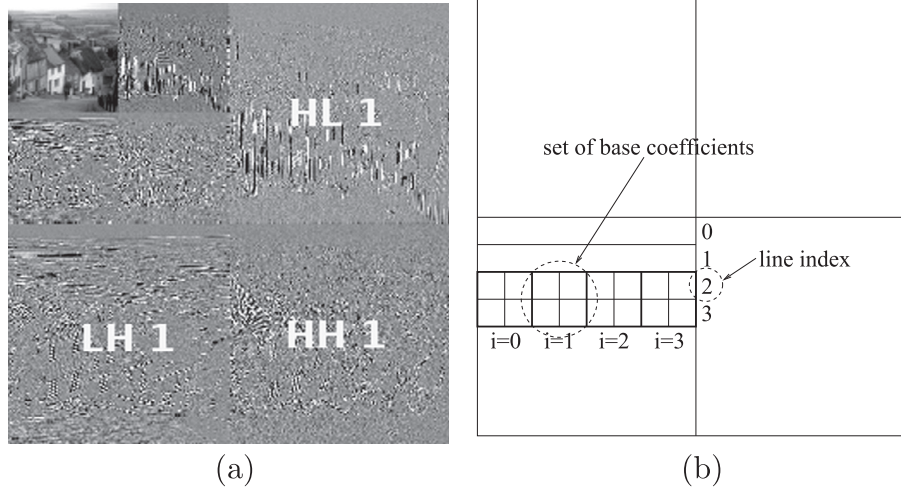 HL 1
LH 1
HH 1
(a)
set of base coefficients
0
1
line index
2
3
i=0 i=1 i=2 i=3
(b)